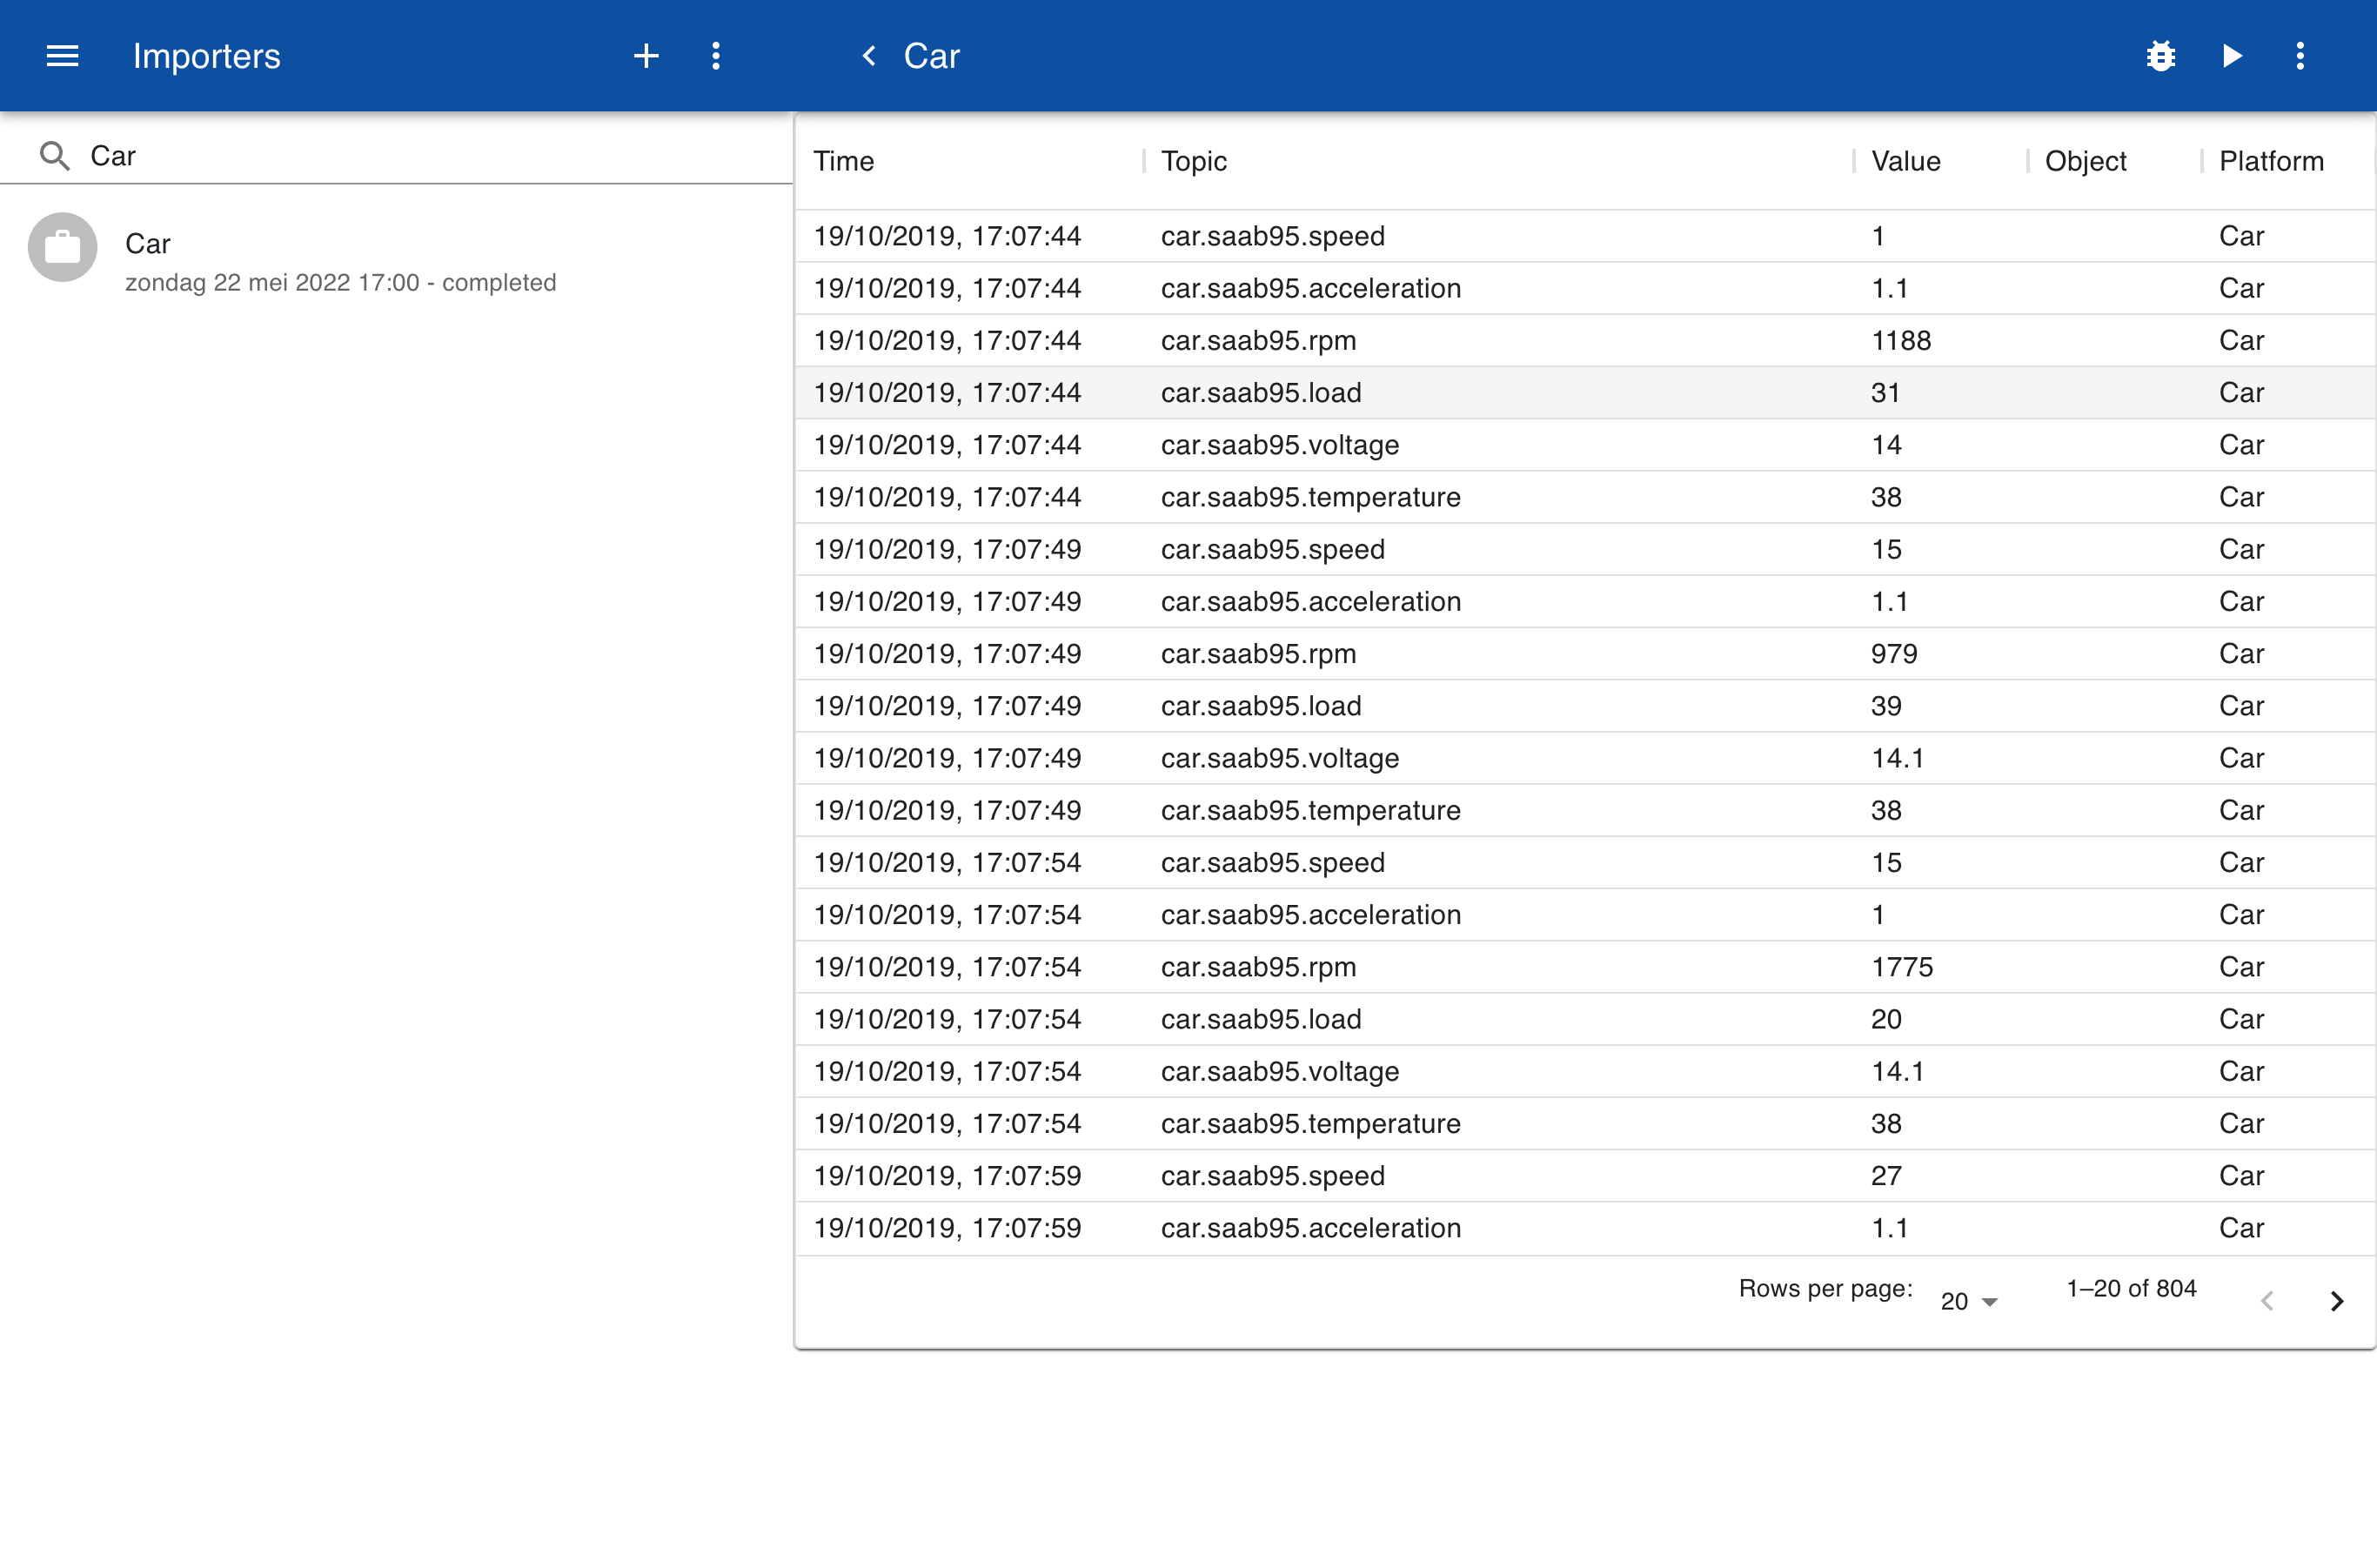 Importers
Car
Car
Car
zondag 22 mei 2022 17:00 - completed
Time Topic Value Object Platform
19/10/2019, 17:07:44 car.saab95.speed 1 Car
19/10/2019, 17:07:44 car.saab95.acceleration 1.1 Car
19/10/2019, 17:07:44 car.saab95.rpm 1188 Car
19/10/2019, 17:07:44 car.saab95.load 31 Car
19/10/2019, 17:07:44 car.saab95.voltage 14 Car
19/10/2019, 17:07:44 car.saab95.temperature 38 Car
19/10/2019, 17:07:49 car.saab95.speed 15 Car
19/10/2019, 17:07:49 car.saab95.acceleration 1.1 Car
19/10/2019, 17:07:49 car.saab95.rpm 979 Car
19/10/2019, 17:07:49 car.saab95.load 39 Car
19/10/2019, 17:07:49 car.saab95.voltage 14.1 Car
19/10/2019, 17:07:49 car.saab95.temperature 38 Car
19/10/2019, 17:07:54 car.saab95.speed 15 Car
19/10/2019, 17:07:54 car.saab95.acceleration 1 Car
19/10/2019, 17:07:54 car.saab95.rpm 1775 Car
19/10/2019, 17:07:54 car.saab95.load 20 Car
19/10/2019, 17:07:54 car.saab95.voltage 14.1 Car
19/10/2019, 17:07:54 car.saab95.temperature 38 Car
19/10/2019, 17:07:59 car.saab95.speed 27 Car
19/10/2019, 17:07:59 car.saab95.acceleration 1.1 Car
Rows per page: 20 1–20 of 804